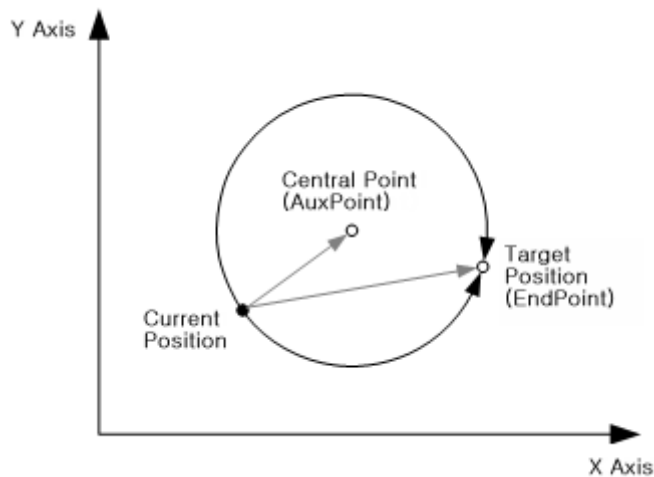 Y Axis
Central Point
(AuxPoint)
Target
Position
(EndPoint)
Current
Position
X Axis